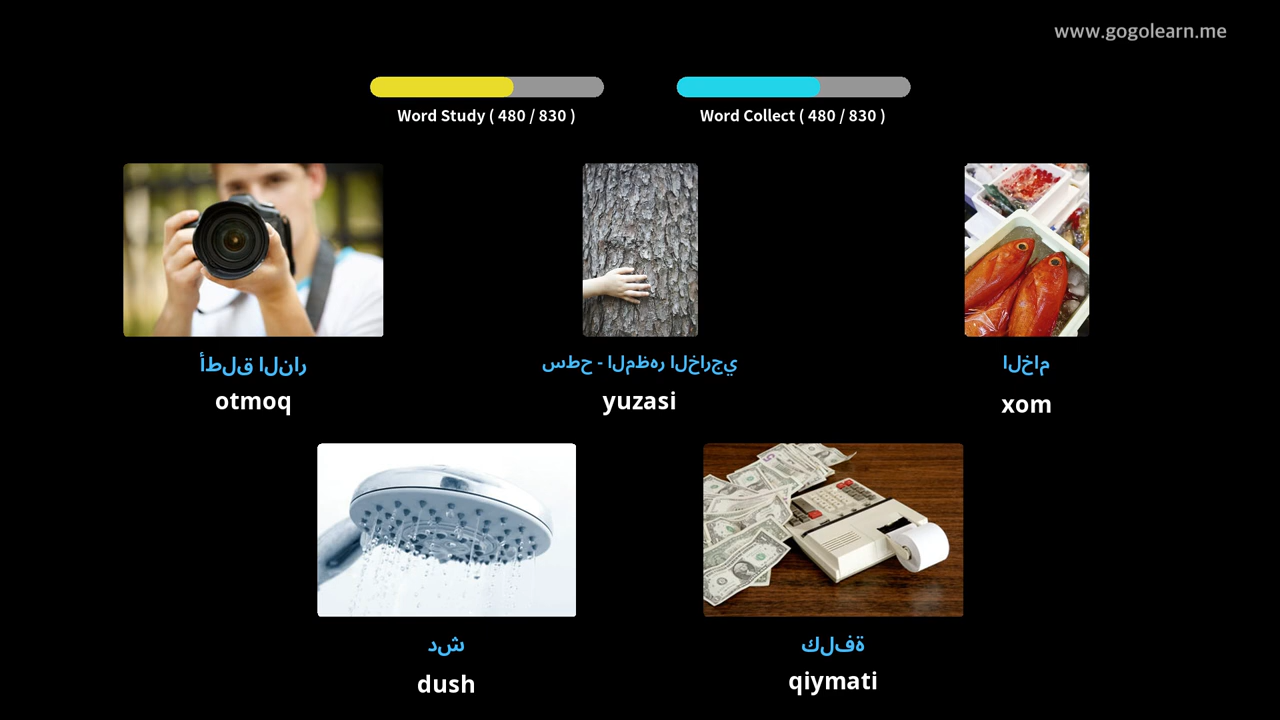 www.gogolearn.me
Word Study ( 480 / 830 )
Word Collect ( 480 / 830 )
أطلق النار
otmoq
سطح - المظهر الخارجي
yuzasi
الخام
xom
دش
dush
كلفة
qiymati